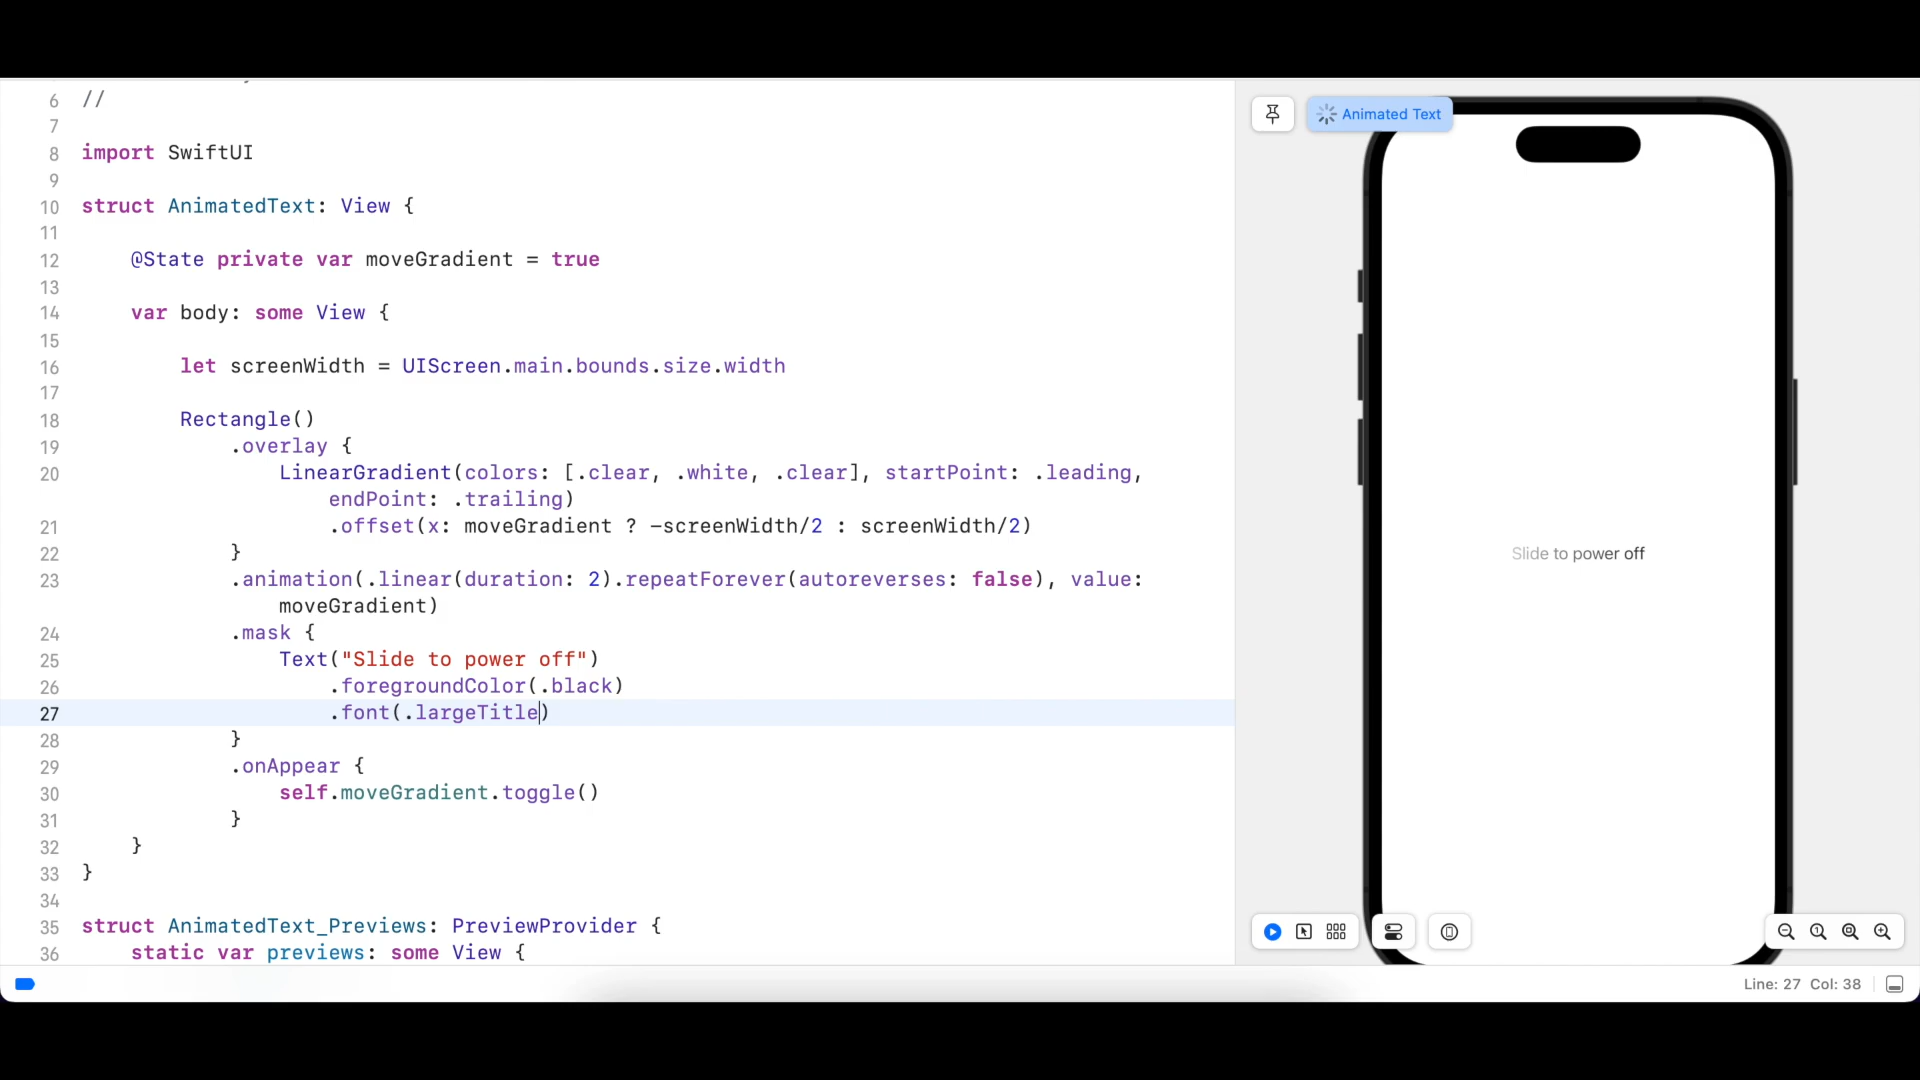 6 //
7
8 import SwiftUI
9
10 struct AnimatedText: View {
11
12 @State private var moveGradient = true
13
14 var body: some View {
15
16 let screenWidth = UIScreen.main.bounds.size.width
17
18 Rectangle()
19 .overlay {
20 LinearGradient(colors: [.clear, .white, .clear], startPoint: .leading,
endPoint: .trailing)
21 .offset(x: moveGradient ? -screenWidth/2 : screenWidth/2)
22 }
23 .animation(.linear(duration: 2).repeatForever(autoreverses: false), value:
moveGradient)
24 .mask {
25 Text("Slide to power off")
26 .foregroundColor(.black)
27 .font(.largeTitle)
28 }
29 .onAppear {
30 self.moveGradient.toggle()
31 }
32 }
33 }
34
35 struct AnimatedText_Previews: PreviewProvider {
36 static var previews: some View {
Animated Text
Slide to power off
Line: 27 Col: 38